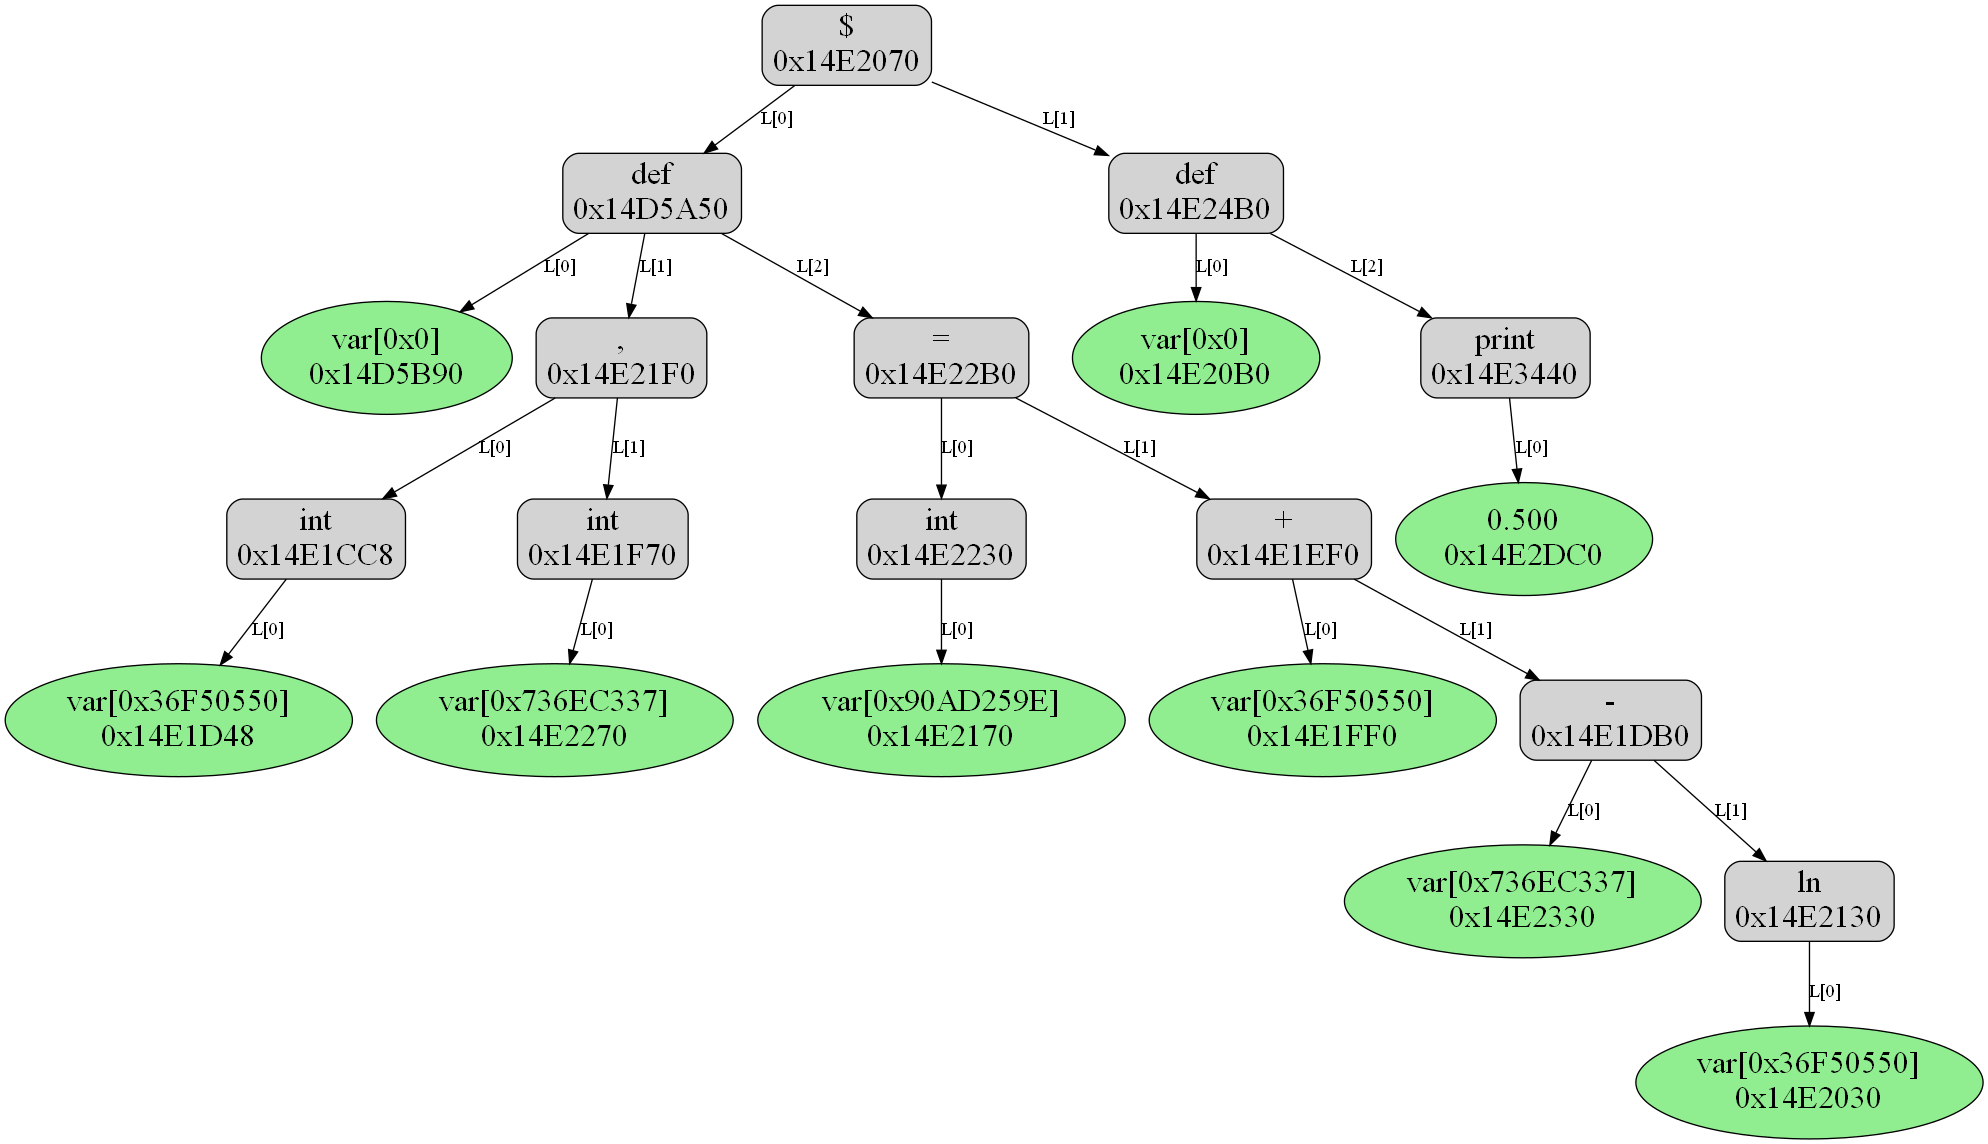 $
0x14E2070
L[0]
L[1]
def
0x14D5A50
def
0x14E24B0
L[0]
L[1]
L[2]
L[0]
L[2]
var[0x0]
0x14D5B90
,
0x14E21F0
=
0x14E22B0
var[0x0]
0x14E20B0
print
0x14E3440
L[0]
L[1]
L[0]
L[1]
L[0]
int
0x14E1CC8
int
0x14E1F70
int
0x14E2230
+
0x14E1EF0
0.500
0x14E2DC0
L[0]
L[0]
L[0]
L[0]
L[1]
var[0x36F50550]
0x14E1D48
var[0x736EC337]
0x14E2270
var[0x90AD259E]
0x14E2170
var[0x36F50550]
0x14E1FF0
-
0x14E1DB0
L[0]
L[1]
var[0x736EC337]
0x14E2330
ln
0x14E2130
L[0]
var[0x36F50550]
0x14E2030